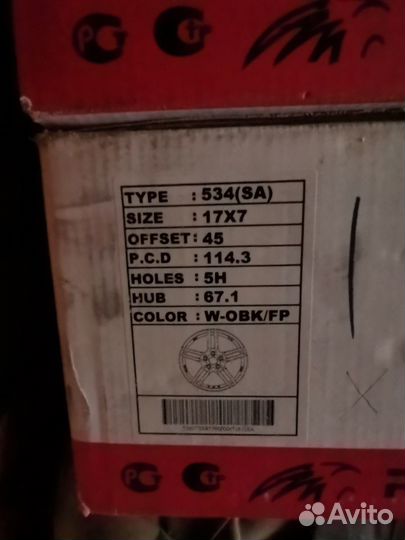 TYPE : 534(SA)
SIZE : 17X7
OFFSET: 45
P.C.D : 114.3
HOLES : 5H
HUB : 67.1
COLOR : W-OBK/FP
Avito